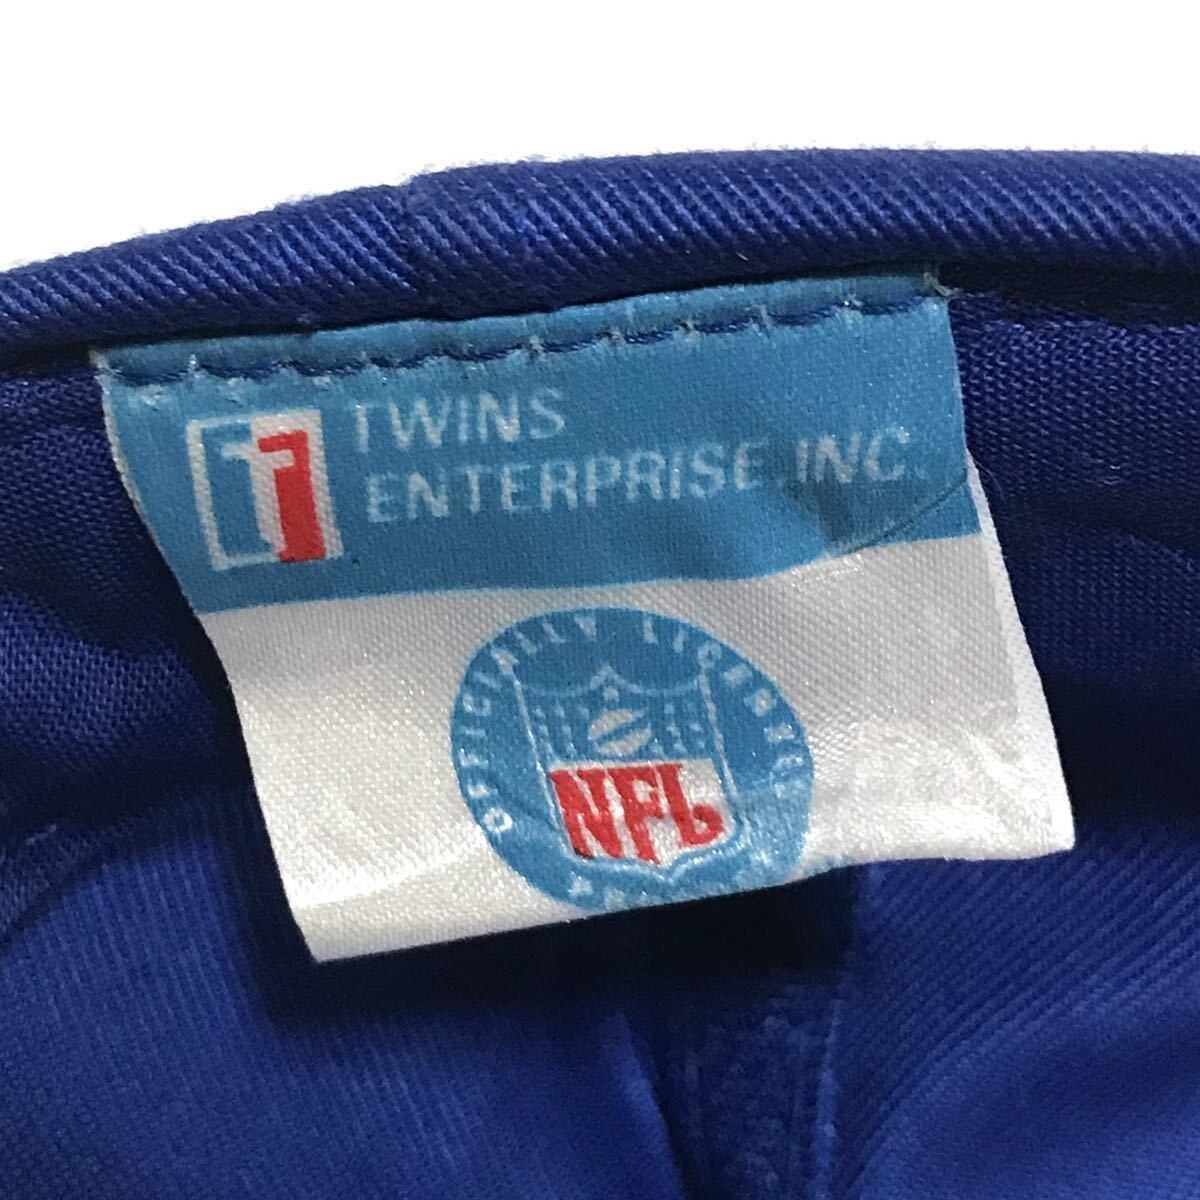 TWINS
ENTERPRISE INC.
OFFICIALLY LICENSED
NFL